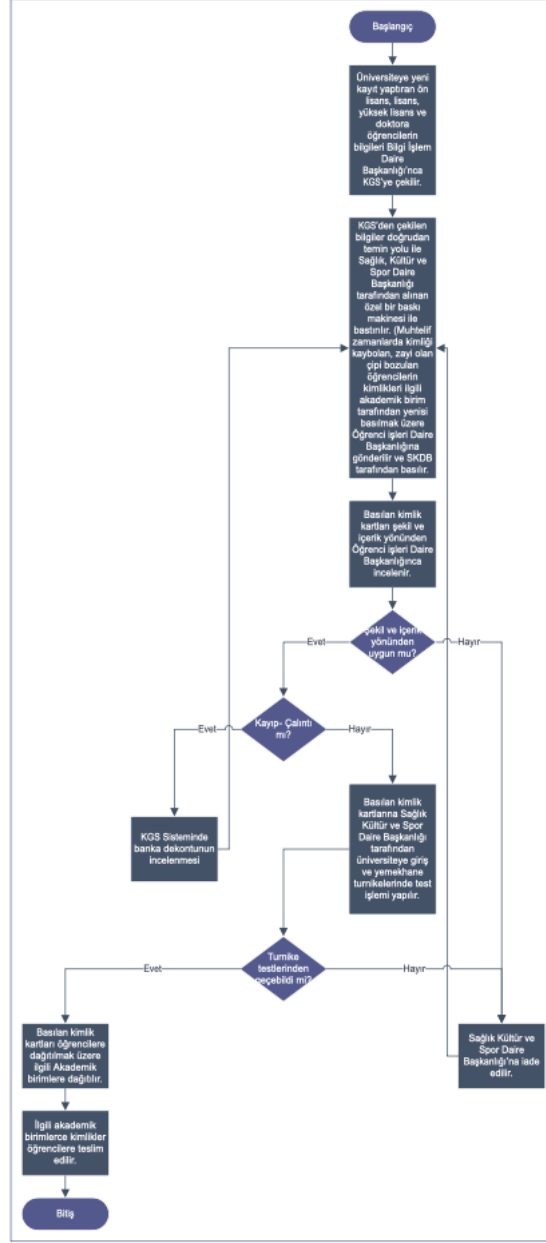 Başlangıç
Üniversiteye yeni
kayıt yaptıran ön
lisans, lisans,
yüksek lisans ve
doktora
öğrencilerin
bilgileri Bilgi İşlem
Daire
Başkanlığı'nca
KGS'ye çekilir.
KGS'den çekilen
bilgiler doğrudan
temin yolu ile
Sağlık, Kültür ve
Spor Daire
Başkanlığı
tarafından alınan
özel bir baskı
makinesi ile
bastırılır. (Muhtelif
zamanlarda kimliği
kaybolan, zayi olan
çipi bozulan
öğrencilerin
kimlikleri ilgili
akademik birim
tarafından yenisi
basılmak üzere
Öğrenci işleri Daire
Başkanlığına
gönderilir ve SKDB
tarafından basılır.
Basılan kimlik
kartları şekil ve
içerik yönünden
Öğrenci işleri Daire
Başkanlığınca
incelenir.
Şekil ve içerik
yönünden
uygun mu?
Evet
Hayır
Kayıp- Çalıntı
mı?
Evet
Hayır
KGS Sisteminde
banka dekontunun
incelenmesi
Basılan kimlik
kartlarına Sağlık
Kültür ve Spor
Daire Başkanlığı
tarafından
üniversiteye giriş
ve yemekhane
turnikelerinde test
işlemi yapılır.
Turnike
testlerinden
geçebildi mi?
Evet
Hayır
Basılan kimlik
kartları öğrencilere
dağıtılmak üzere
ilgili Akademik
birimlere dağıtılır.
Sağlık Kültür ve
Spor Daire
Başkanlığı'na iade
edilir.
İlgili akademik
birimlerce kimlikler
öğrencilere teslim
edilir.
Bitiş